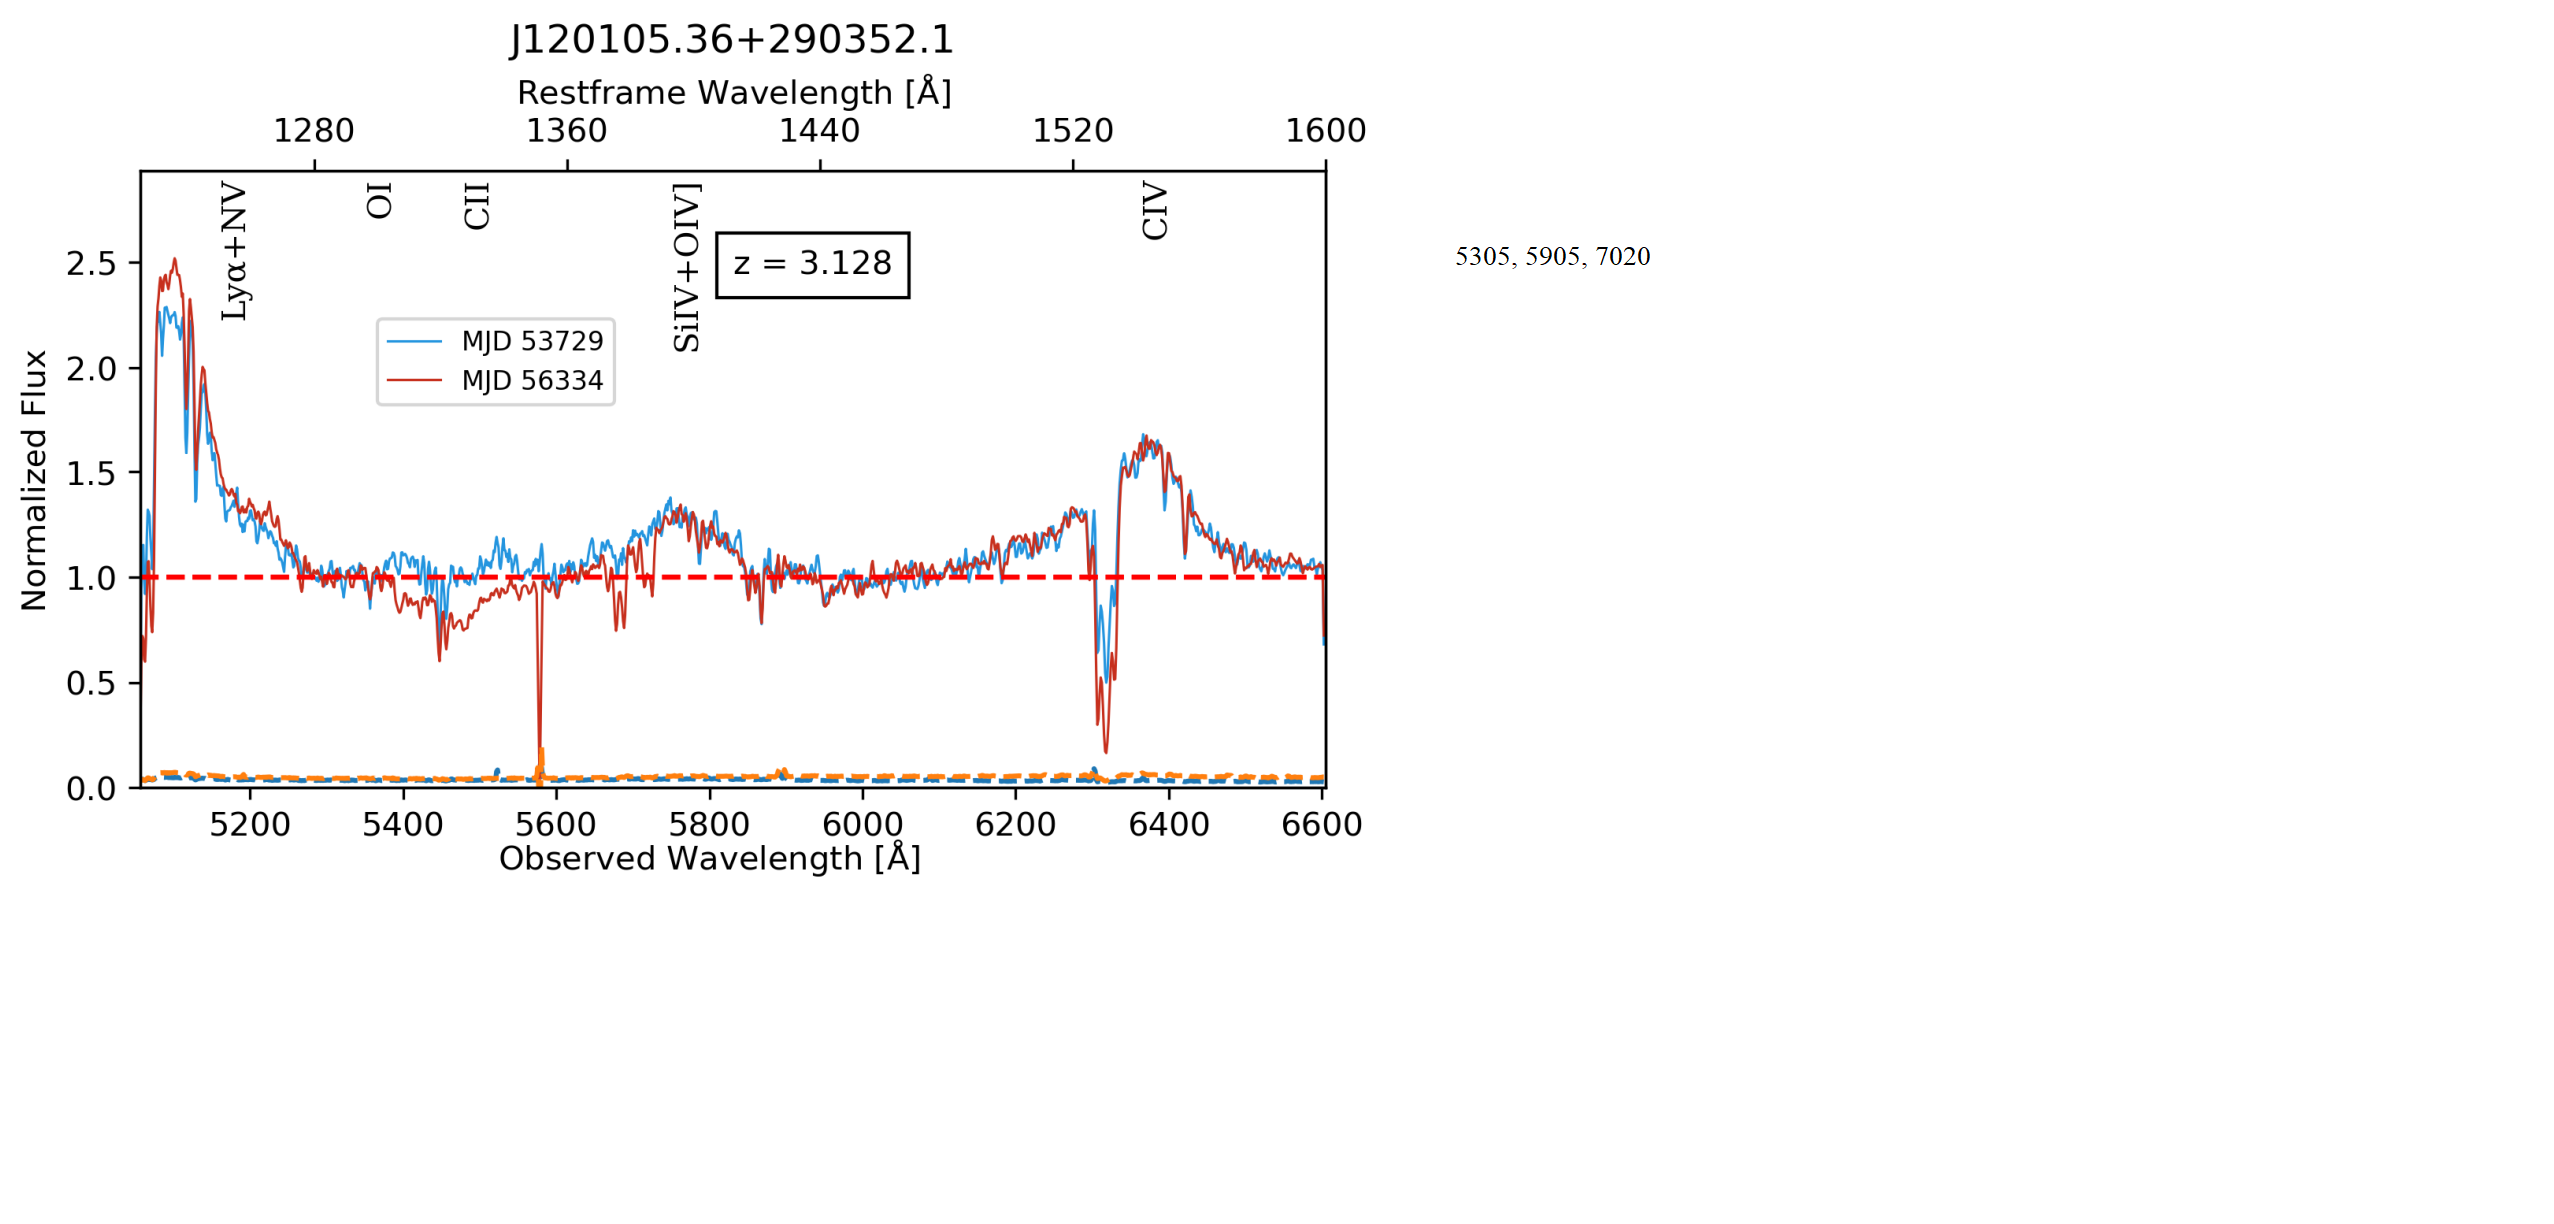 J120105.36+290352.1
Restframe Wavelength [Å]
1280 1360 1440 1520 1600
Lyα+NV
OI
CII
SiIV+OIV]
CIV
z = 3.128
MJD 53729
MJD 56334
5305, 5905, 7020
Normalized Flux
2.5
2.0
1.5
1.0
0.5
0.0
5200 5400 5600 5800 6000 6200 6400 6600
Observed Wavelength [Å]